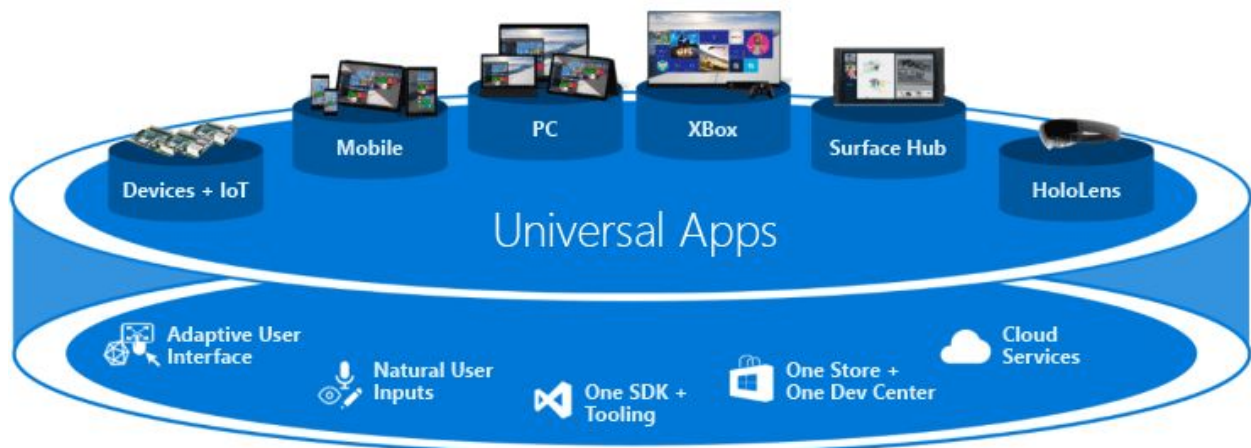 Devices + IoT
Mobile
PC
XBox
Surface Hub
HoloLens
Universal Apps
Adaptive User
Interface
Natural User
Inputs
One SDK +
Tooling
One Store +
One Dev Center
Cloud
Services